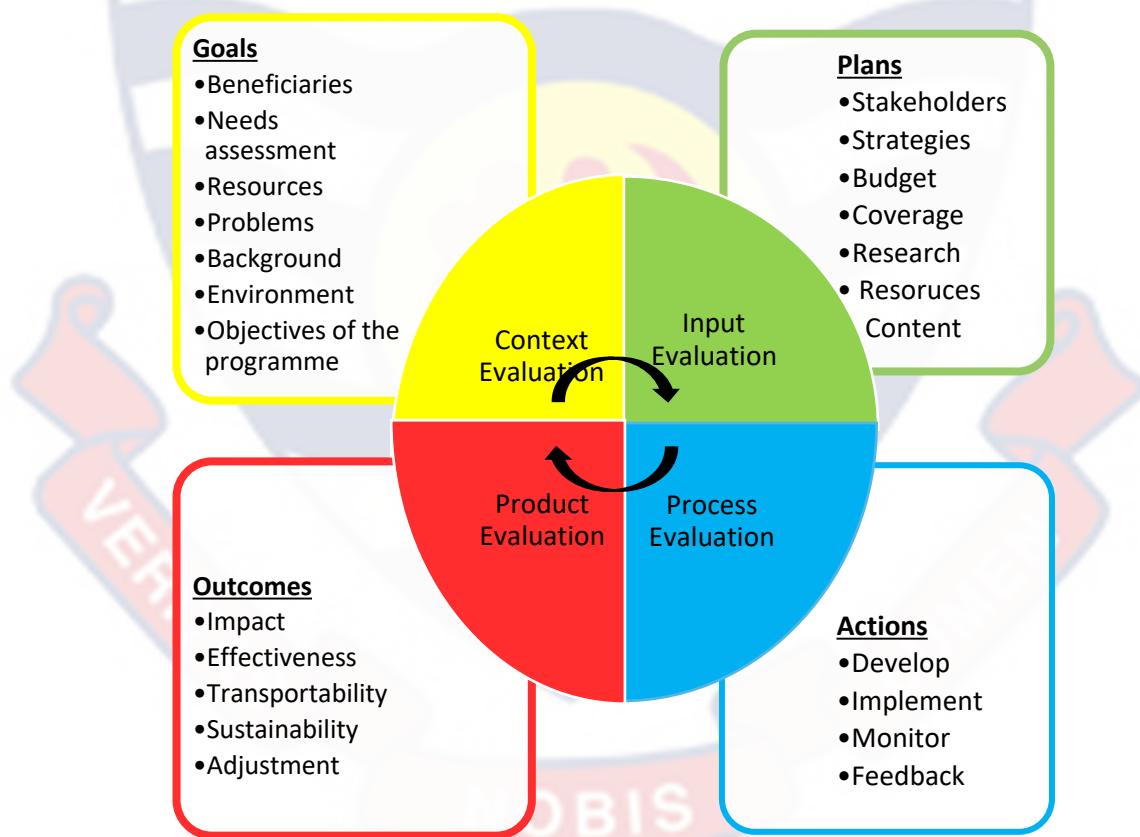 Goals
•Beneficiaries
•Needs
assessment
•Resources
•Problems
•Background
•Environment
•Objectives of the
programme
Plans
•Stakeholders
•Strategies
•Budget
•Coverage
•Research
• Resoruces
Content
Context
Evaluation
Input
Evaluation
Product
Evaluation
Process
Evaluation
Outcomes
•Impact
•Effectiveness
•Transportability
•Sustainability
•Adjustment
Actions
•Develop
•Implement
•Monitor
•Feedback
NOBIS